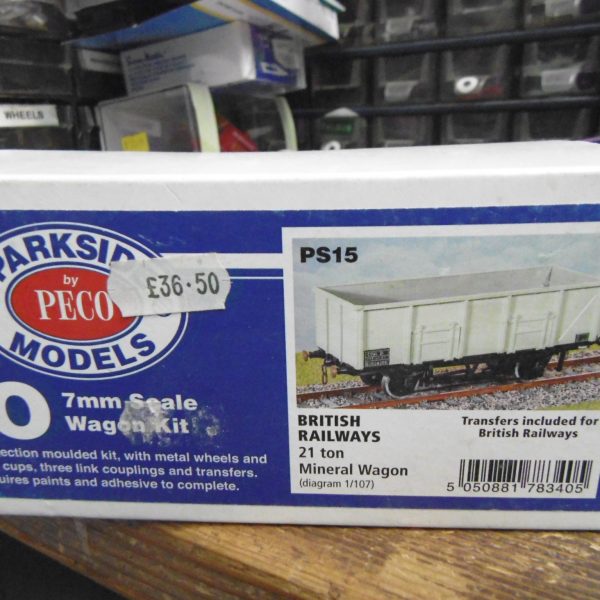 WHEELS
PARKSIDE
by
PECO
MODELS
£36.50
O
7mm Scale
Wagon Kit
ection moulded kit, with metal wheels and
cups, three link couplings and transfers.
uires paints and adhesive to complete.
PS15
BRITISH
RAILWAYS
21 ton
Mineral Wagon
(diagram 1/107)
Transfers included for
British Railways
5 050881 783405